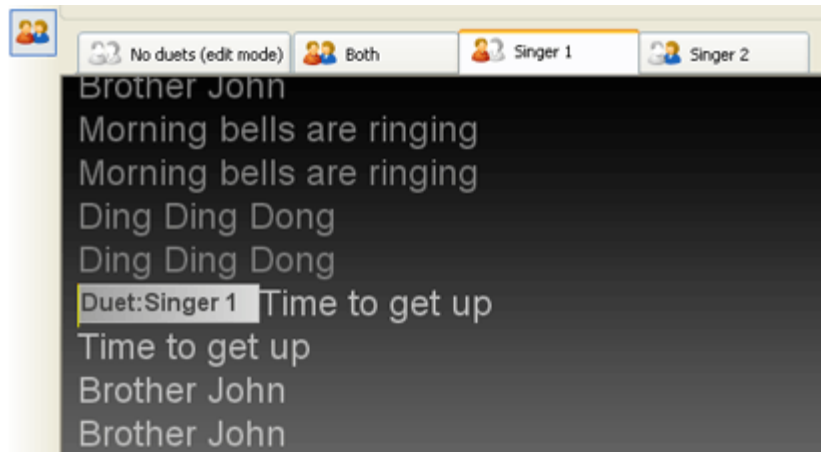 No duets (edit mode) Both Singer 1 Singer 2
Brother John
Morning bells are ringing
Morning bells are ringing
Ding Ding Dong
Ding Ding Dong
Duet:Singer 1 Time to get up
Time to get up
Brother John
Brother John